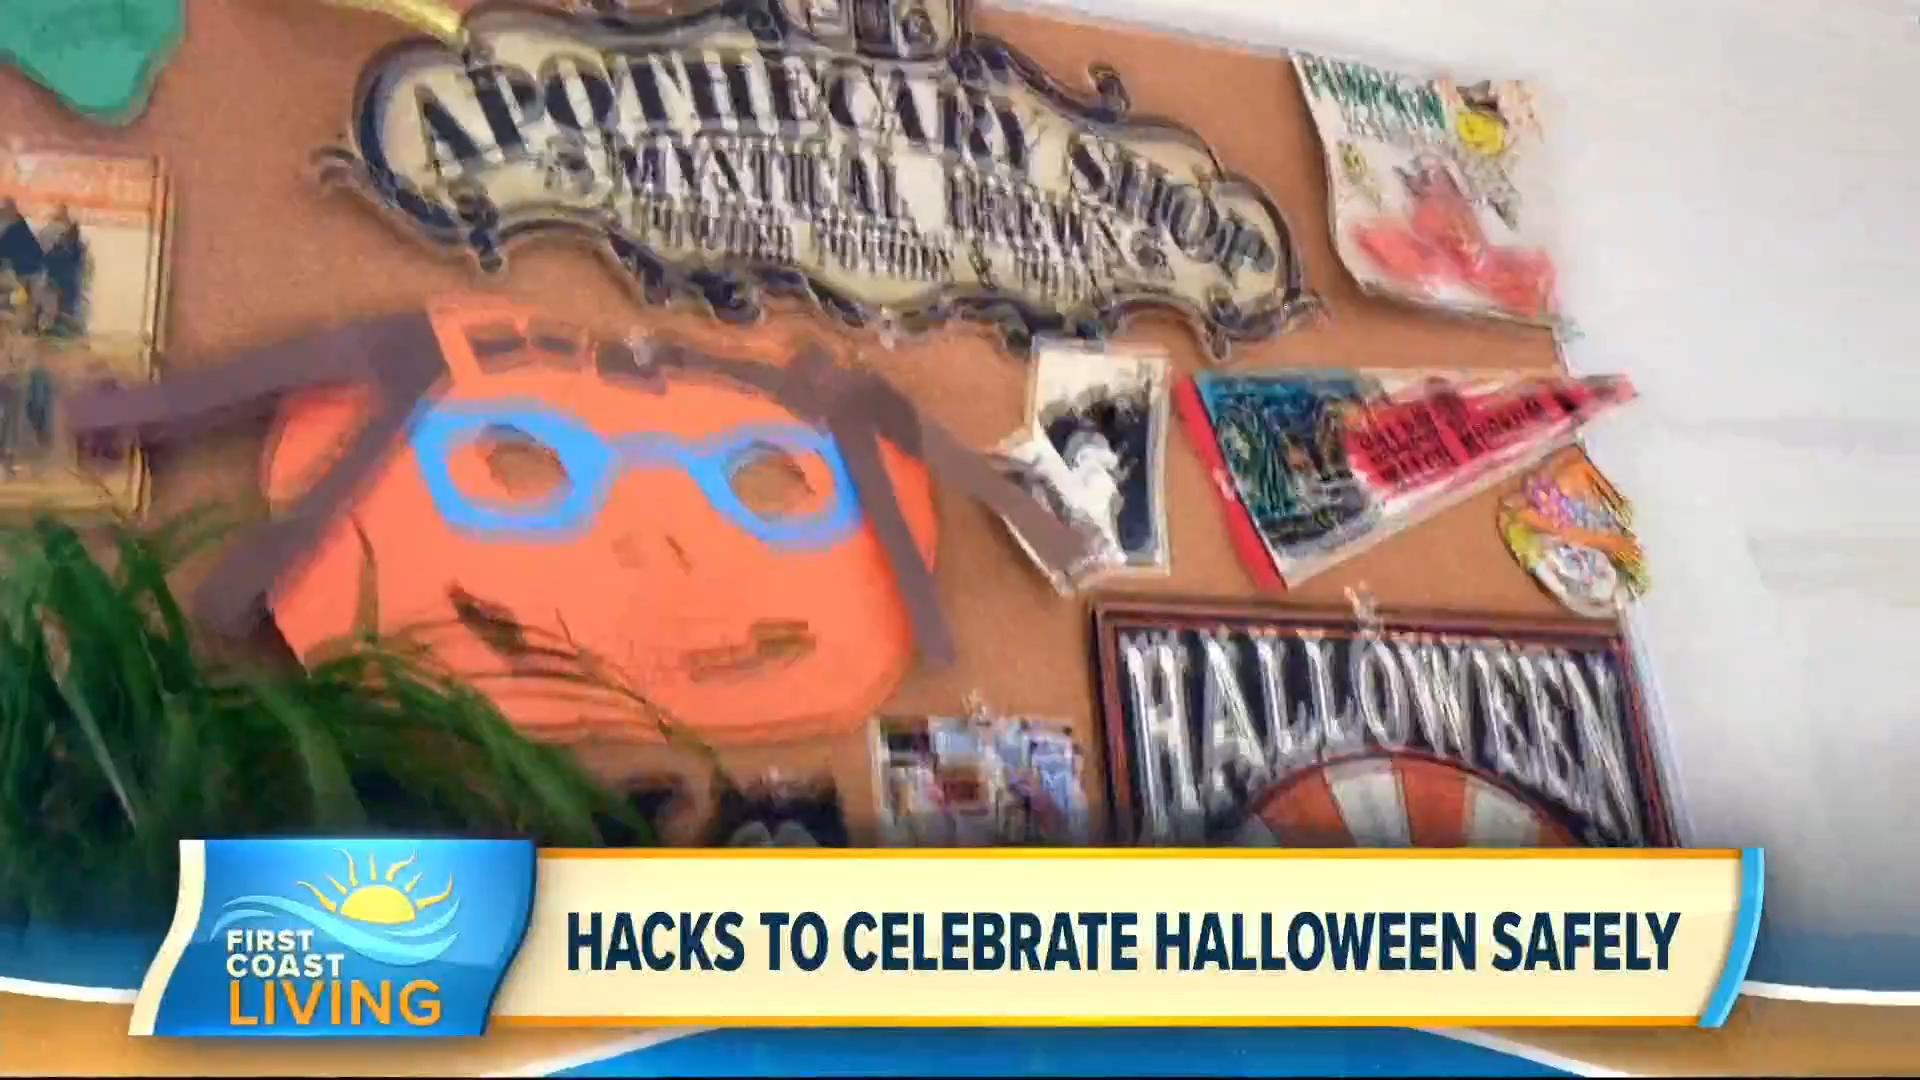 APOTHECARY SHOP
MYSTICAL BREWS
PUMPKIN
HALLOWEEN
FIRST
COAST
LIVING
HACKS TO CELEBRATE HALLOWEEN SAFELY